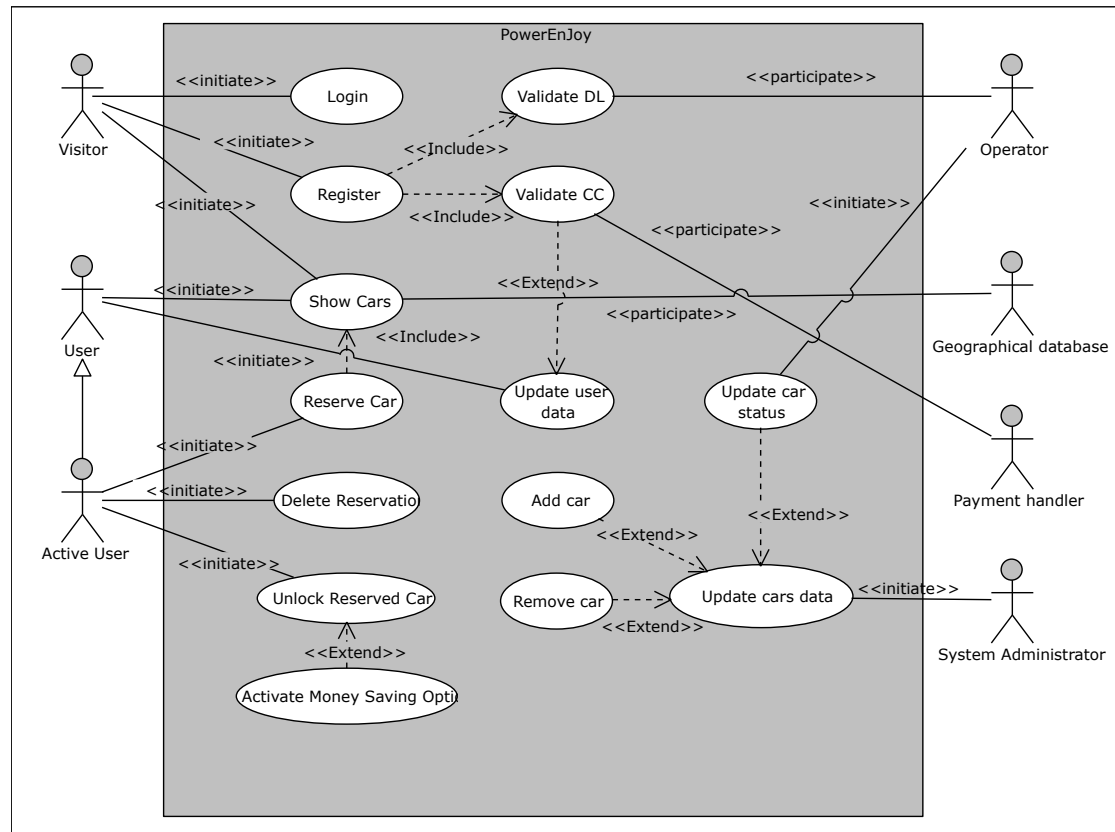 PowerEnJoy
<<initiate>>
Login
Validate DL
<<participate>>
Visitor
Operator
<<initiate>>
<<Include>>
Register
Validate CC
<<initiate>>
<<Include>>
<<initiate>>
<<participate>>
User
<<initiate>>
Show Cars
<<Extend>>
<<participate>>
Geographical database
<<Include>>
<<initiate>>
Reserve Car
Update user
data
Update car
status
<<initiate>>
Active User
<<initiate>>
Delete Reservatio
Add car
Payment handler
<<Extend>>
<<Extend>>
<<initiate>>
Unlock Reserved Car
Remove car
Update cars data
<<initiate>>
<<Extend>>
System Administrator
<<Extend>>
Activate Money Saving Opti